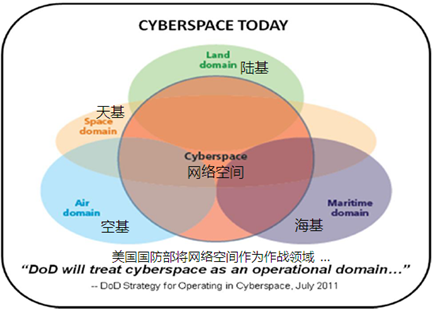 CYBERSPACE TODAY
Land
domain 陆基
天基
Space
domain
Cyberspace
网络空间
Air
domain 空基
Maritime
domain
海基
美国国防部将网络空间作为作战领域 ...
“DoD will treat cyberspace as an operational domain...”
-- DoD Strategy for Operating in Cyberspace, July 2011